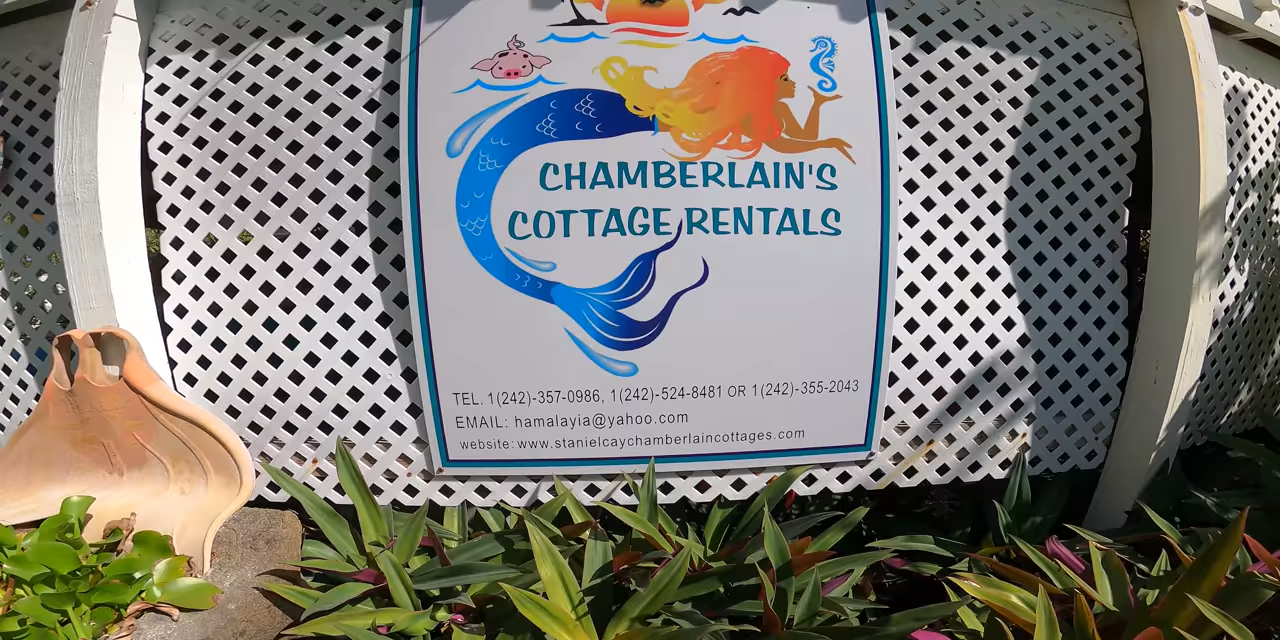 CHAMBERLAIN'S
COTTAGE RENTALS
TEL. 1(242)-357-0986, 1(242)-524-8481 OR 1(242)-355-2043
EMAIL: hamalayia@yahoo.com
website: www.stanielcaychamberlaincottages.com